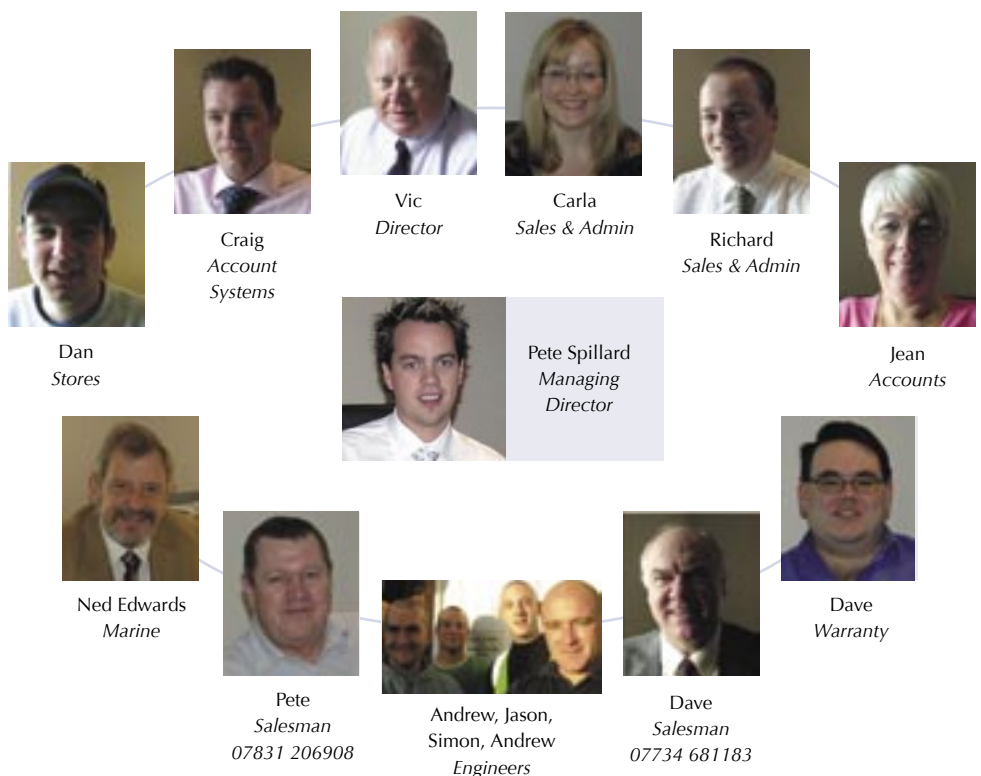 Vic
Director
Carla
Sales & Admin
Craig
Account
Systems
Richard
Sales & Admin
Dan
Stores
Pete Spillard
Managing
Director
Jean
Accounts
Ned Edwards
Marine
Dave
Warranty
Pete
Salesman
07831 206908
Andrew, Jason,
Simon, Andrew
Engineers
Dave
Salesman
07734 681183